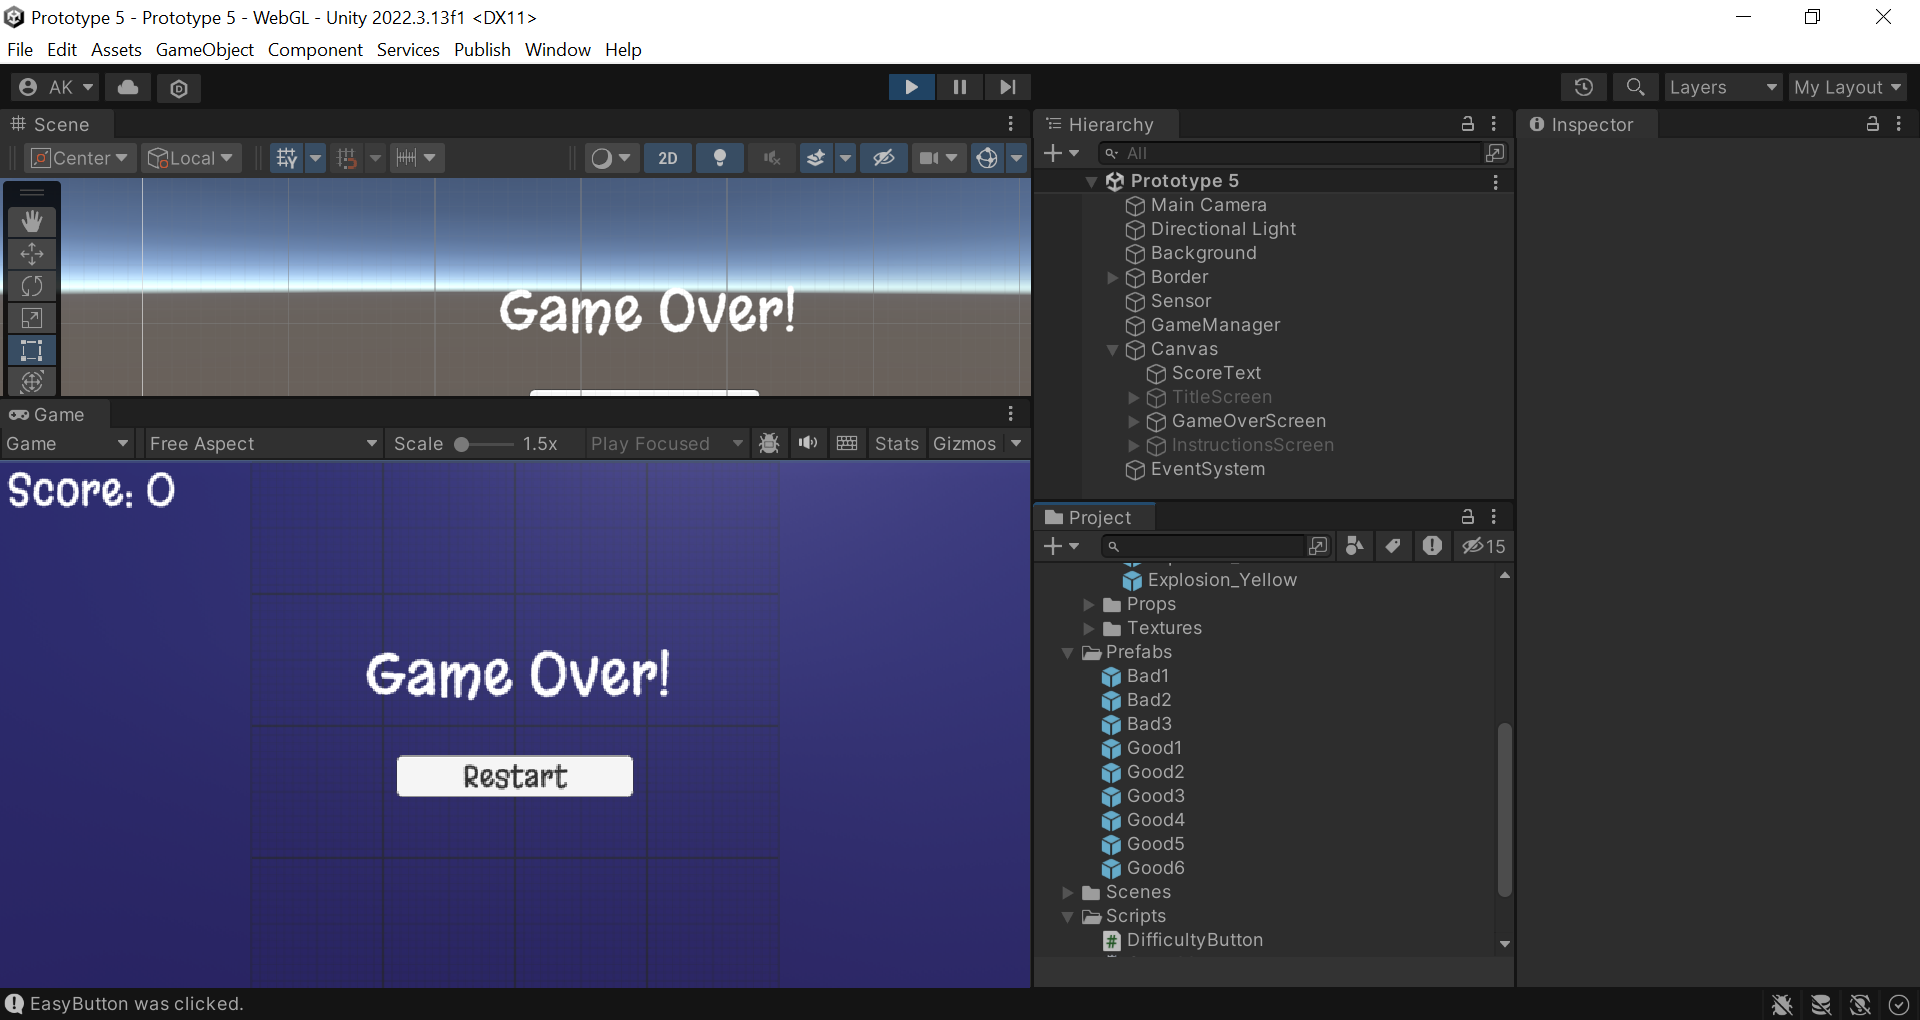 Prototype 5 - Prototype 5 - WebGL - Unity 2022.3.13f1 <DX11>
File Edit Assets GameObject Component Services Publish Window Help
AK
Layers
My Layout
Scene
Center
Local
2D
Game Over!
Game
Game
Free Aspect
Scale
1.5x
Play Focused
Stats
Gizmos
Score: 0
Game Over!
Restart
Hierarchy
All
Prototype 5
Main Camera
Directional Light
Background
Border
Sensor
GameManager
Canvas
ScoreText
TitleScreen
GameOverScreen
InstructionsScreen
EventSystem
Project
15
Explosion_Yellow
Props
Textures
Prefabs
Bad1
Bad2
Bad3
Good1
Good2
Good3
Good4
Good5
Good6
Scenes
Scripts
DifficultyButton
Inspector
EasyButton was clicked.